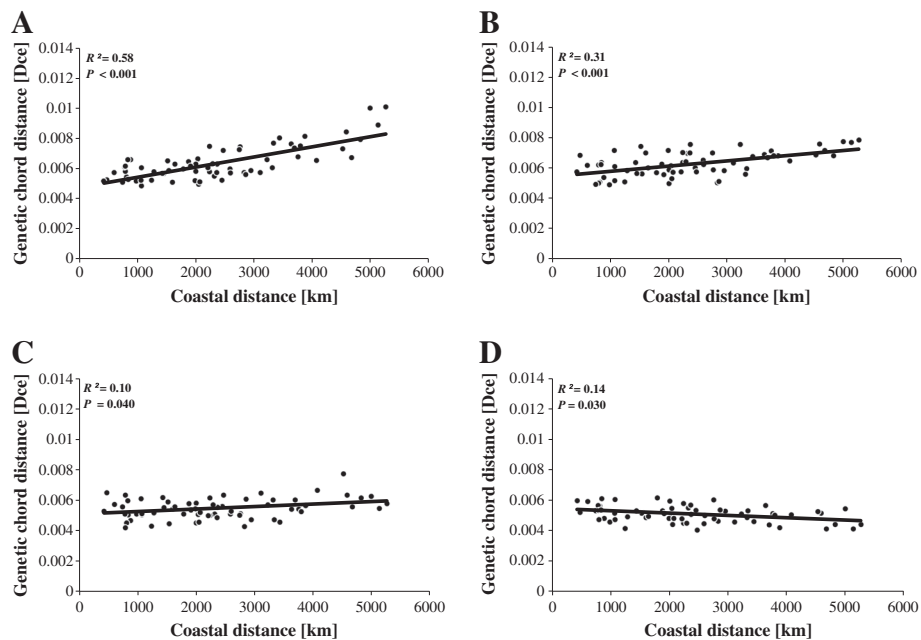 A
R² = 0.58
P < 0.001
Genetic chord distance [Dce]
0.014
0.012
0.01
0.008
0.006
0.004
0.002
0
0 1000 2000 3000 4000 5000 6000
Coastal distance [km]
B
R² = 0.31
P < 0.001
Genetic chord distance [Dce]
0.014
0.012
0.01
0.008
0.006
0.004
0.002
0
0 1000 2000 3000 4000 5000 6000
Coastal distance [km]
C
R² = 0.10
P = 0.040
Genetic chord distance [Dce]
0.014
0.012
0.01
0.008
0.006
0.004
0.002
0
0 1000 2000 3000 4000 5000 6000
Coastal distance [km]
D
R² = 0.14
P = 0.030
Genetic chord distance [Dce]
0.014
0.012
0.01
0.008
0.006
0.004
0.002
0
0 1000 2000 3000 4000 5000 6000
Coastal distance [km]